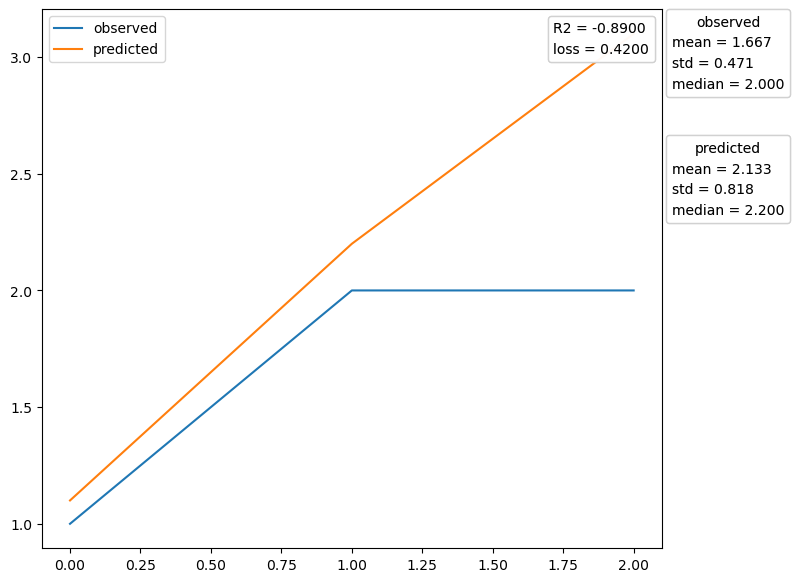 observed
predicted
R2 = -0.8900
loss = 0.4200
observed
mean = 1.667
std = 0.471
median = 2.000
predicted
mean = 2.133
std = 0.818
median = 2.200
3.0
2.5
2.0
1.5
1.0
0.00 0.25 0.50 0.75 1.00 1.25 1.50 1.75 2.00